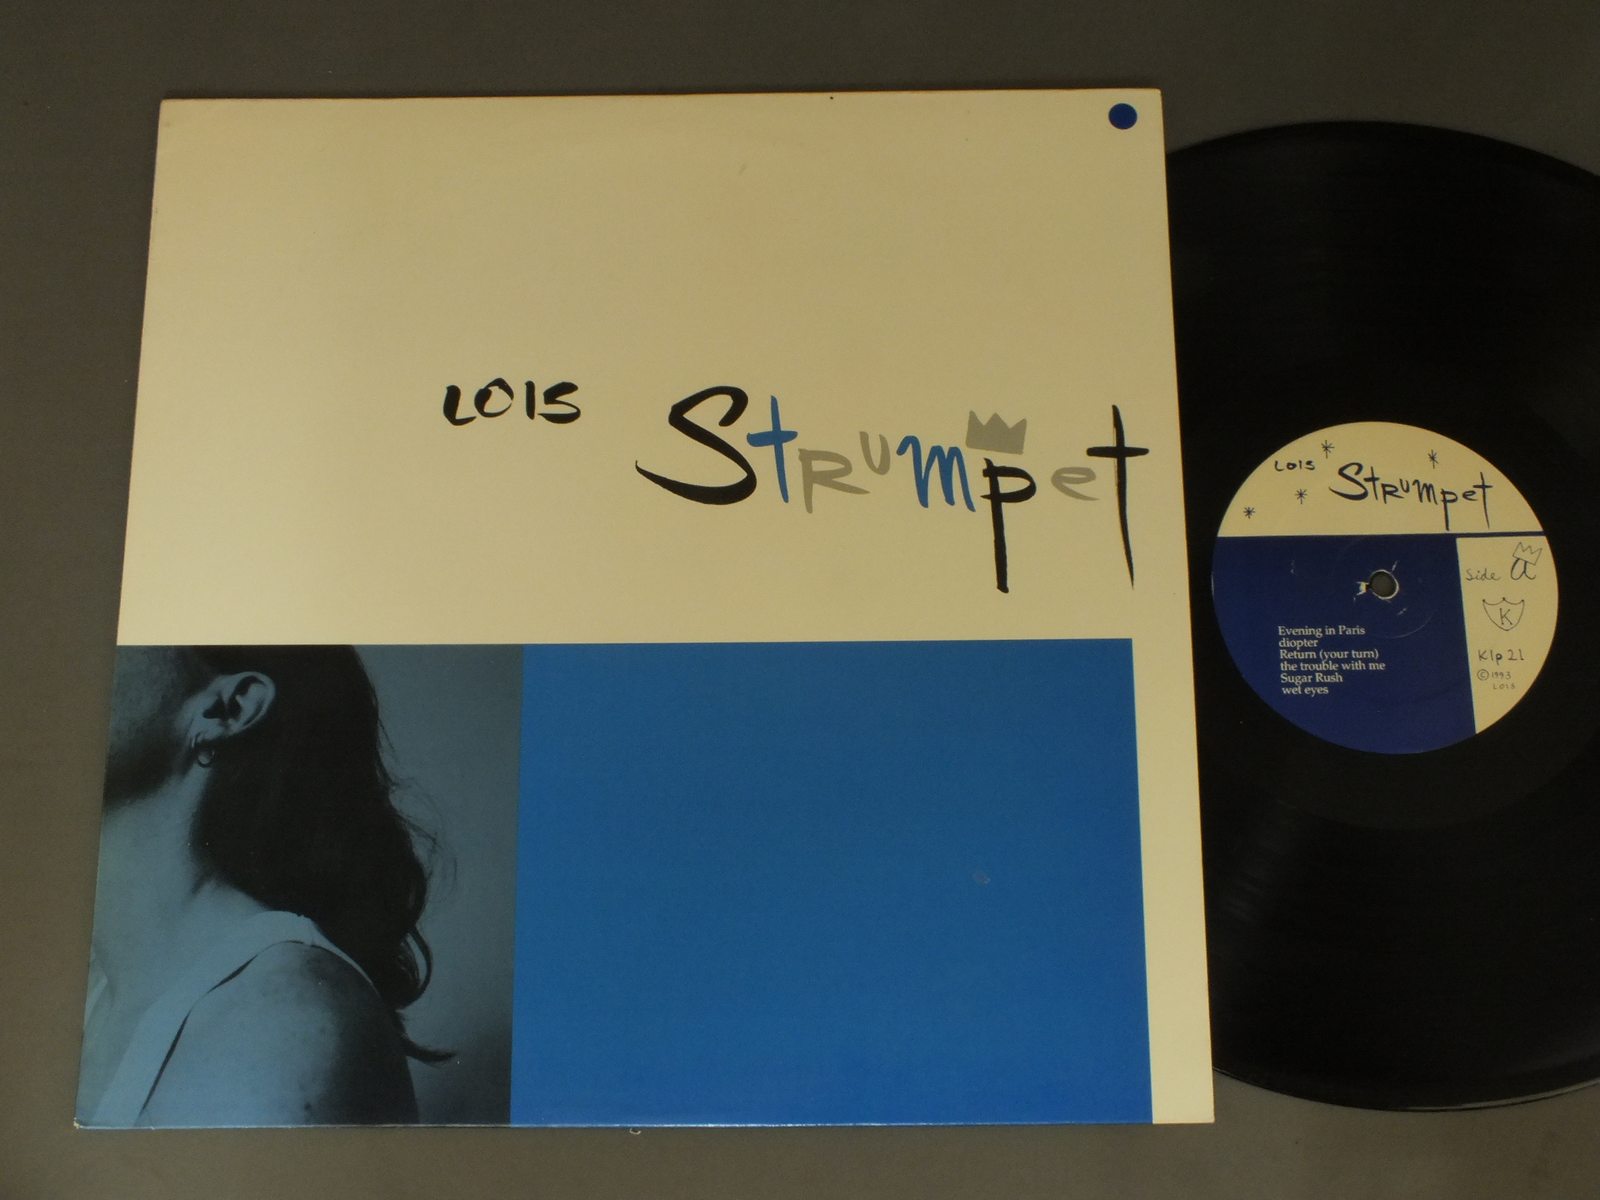 LOIS
Strumpet
LOIS
Strumpet
Side a
K
Klp 21
©1993
LOIS
Evening in Paris
diopter
Return (your turn)
the trouble with me
Sugar Rush
wet eyes